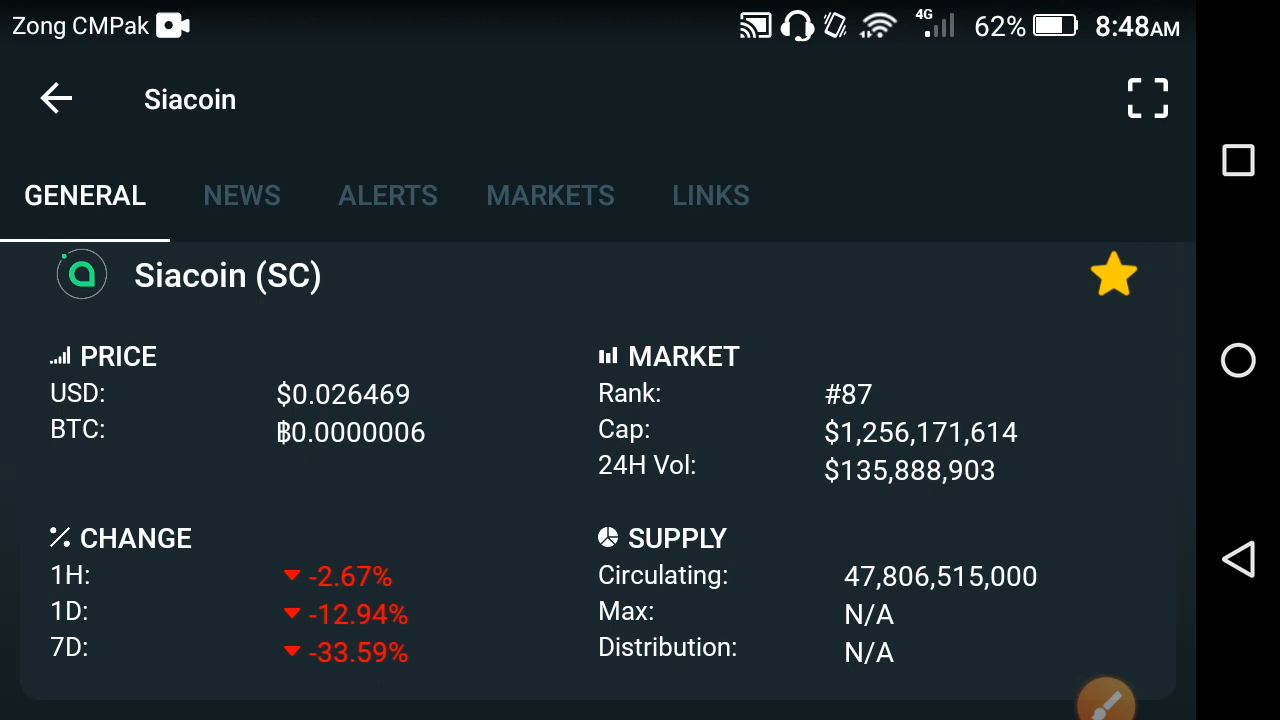 Zong CMPak 4G 62% 8:48AM
Siacoin
GENERAL NEWS ALERTS MARKETS LINKS
Siacoin (SC)
PRICE
USD: $0.026469
BTC: ฿0.0000006
MARKET
Rank: #87
Cap: $1,256,171,614
24H Vol: $135,888,903
CHANGE
1H: -2.67%
1D: -12.94%
7D: -33.59%
SUPPLY
Circulating: 47,806,515,000
Max: N/A
Distribution: N/A